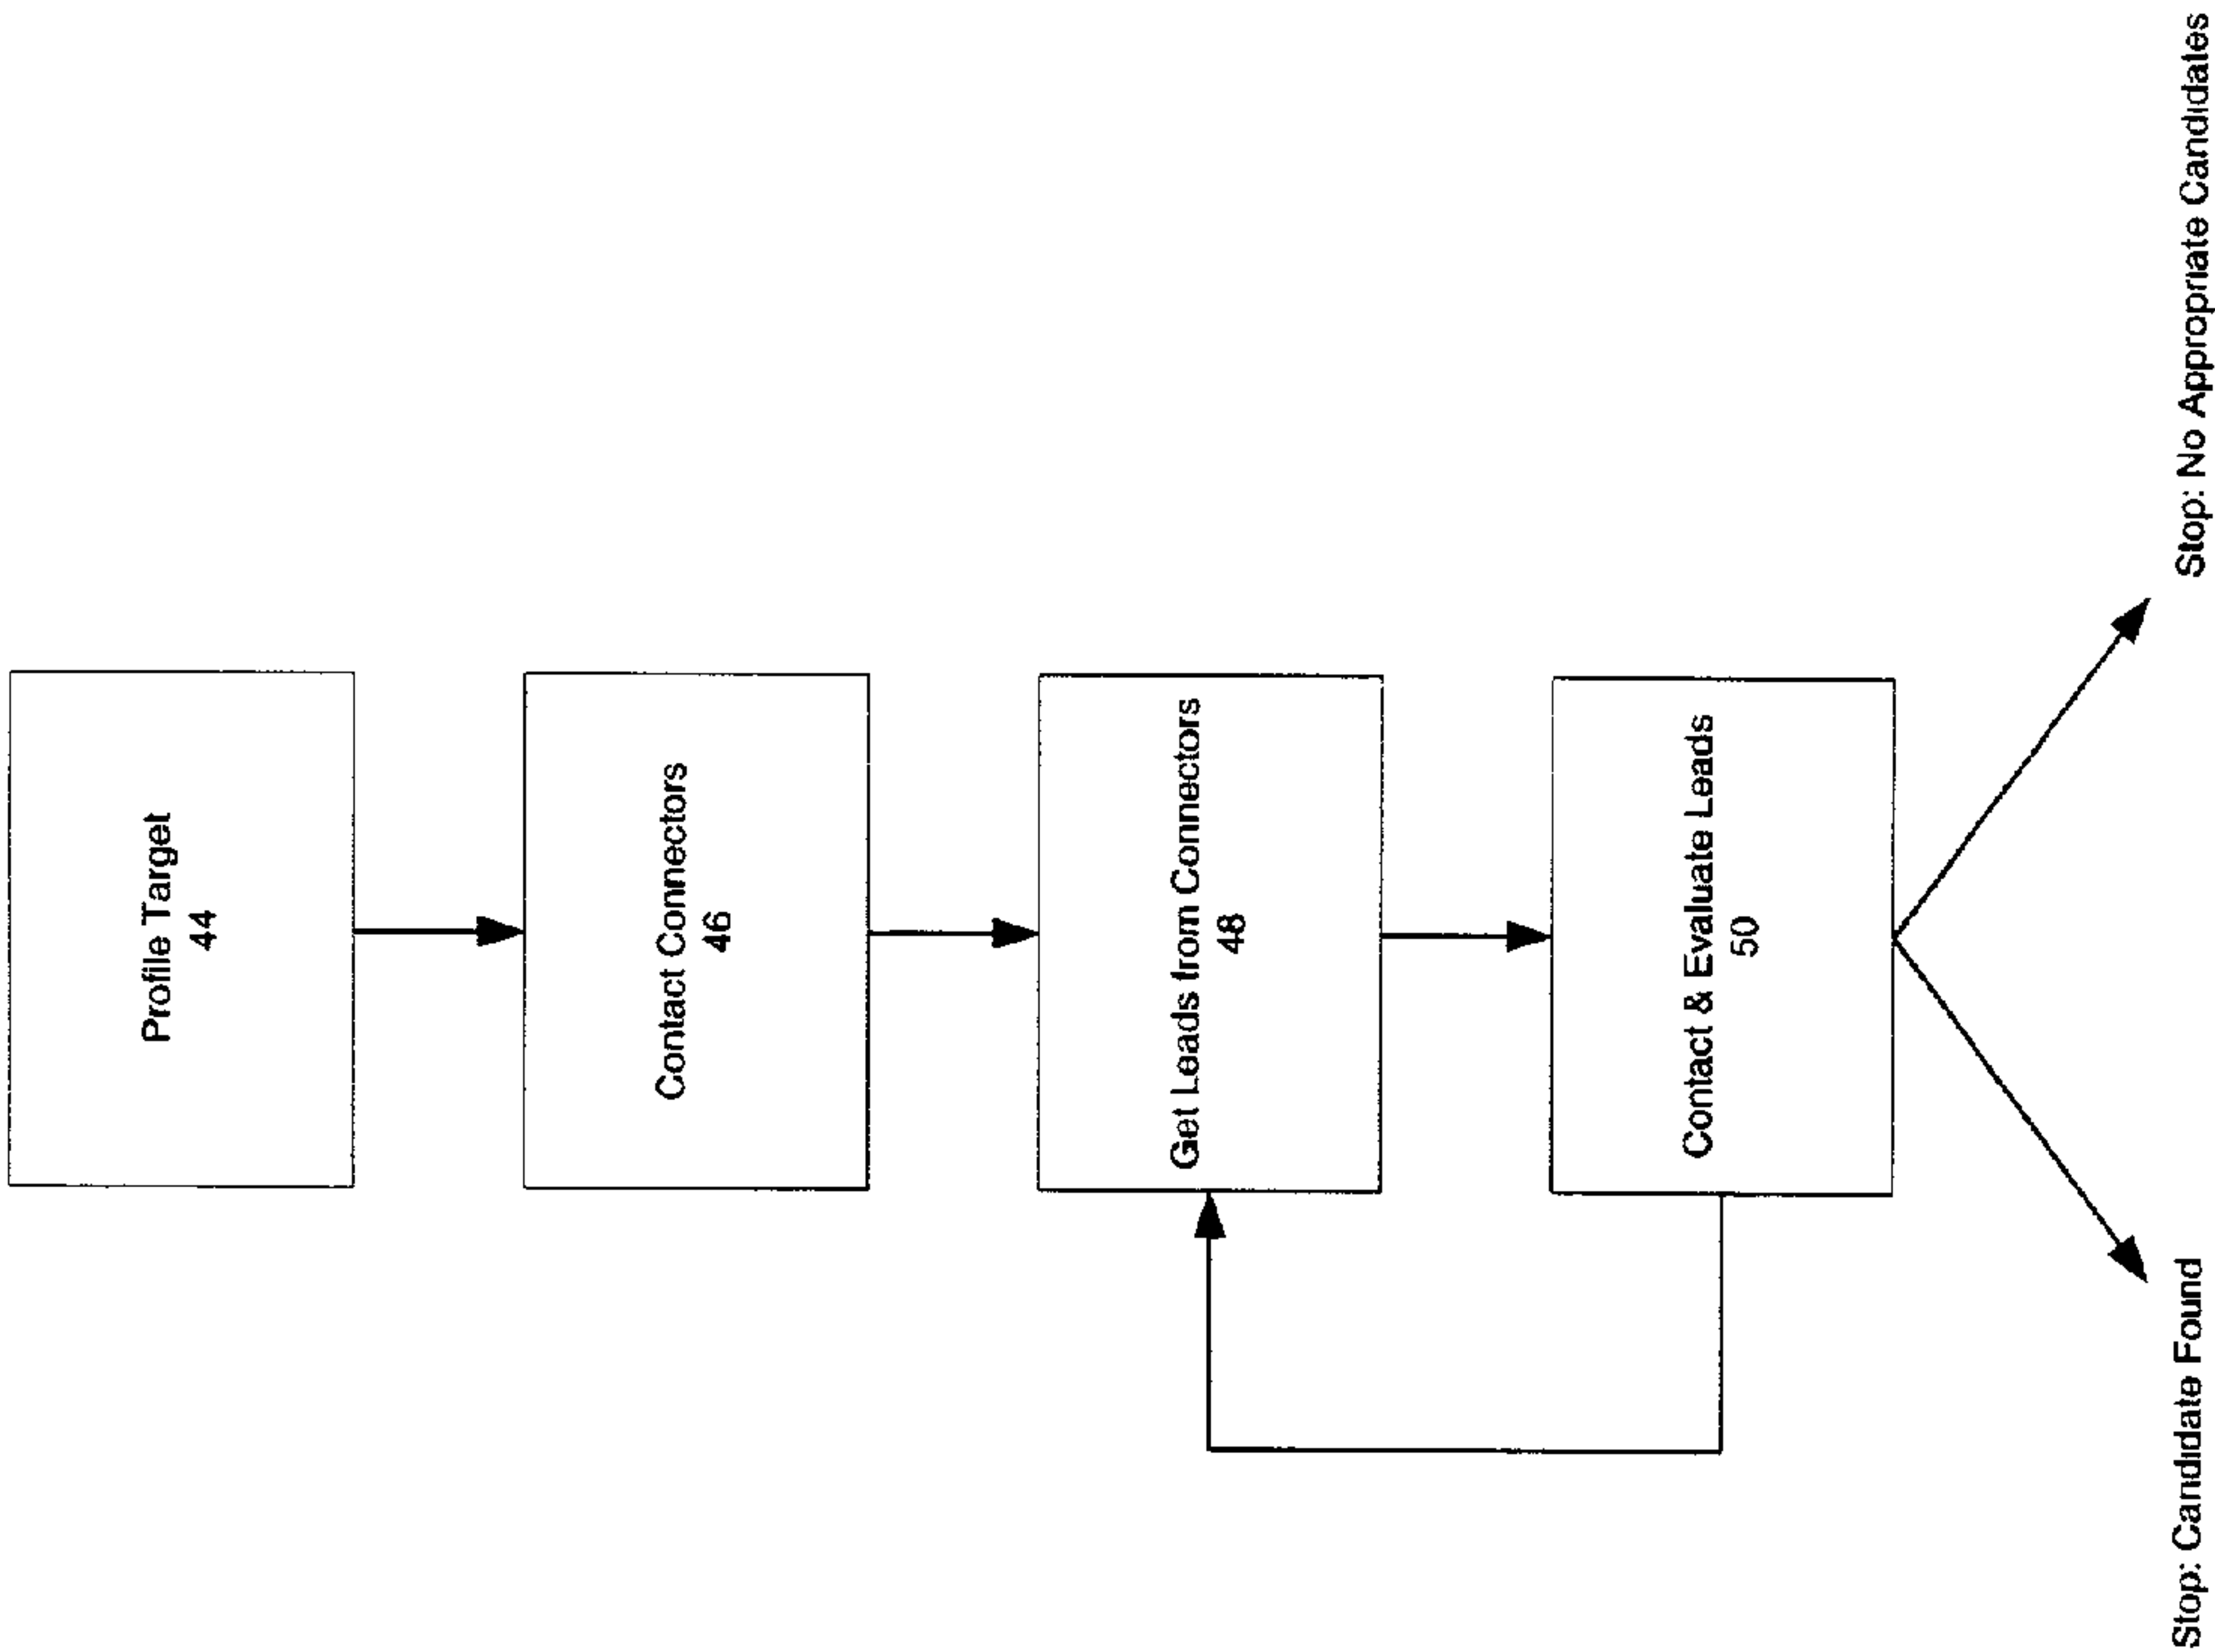 Profile Target
44
Contact Connectors
46
Get Leads from Connectors
48
Contact & Evaluate Leads
50
Stop: Candidate Found
Stop: No Appropriate Candidates